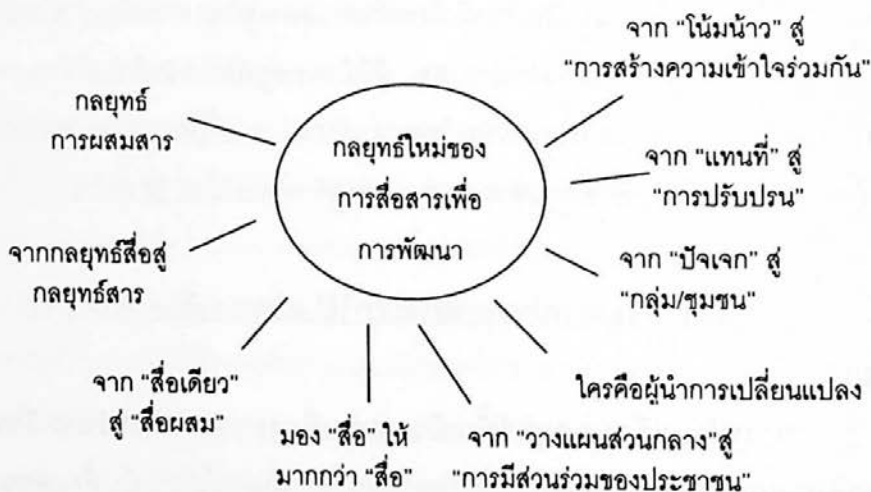 จาก “โน้มน้าว” สู่
“การสร้างความเข้าใจร่วมกัน”
กลยุทธ์
การผสมสาร
กลยุทธ์ใหม่ของ
การสื่อสารเพื่อ
การพัฒนา
จาก “แทนที่” สู่
“การปรับปรน”
จากกลยุทธ์สื่อสู่
กลยุทธ์สาร
จาก “ปัจเจก” สู่
“กลุ่ม/ชุมชน”
จาก “สื่อเดียว”
สู่ “สื่อผสม”
มอง “สื่อ” ให้
มากกว่า “สื่อ”
จาก “วางแผนส่วนกลาง”สู่
“การมีส่วนร่วมของประชาชน”
ใครคือผู้นำการเปลี่ยนแปลง